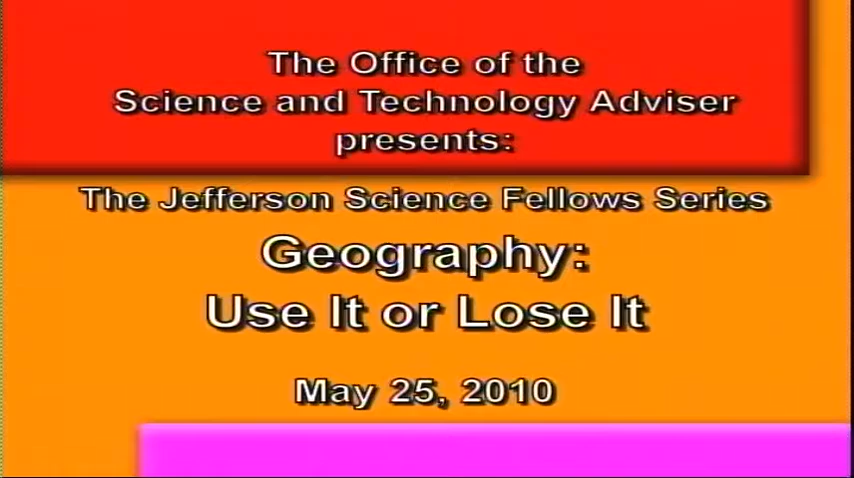 The Office of the
Science and Technology Adviser
presents:
The Jefferson Science Fellows Series
Geography:
Use It or Lose It
May 25, 2010